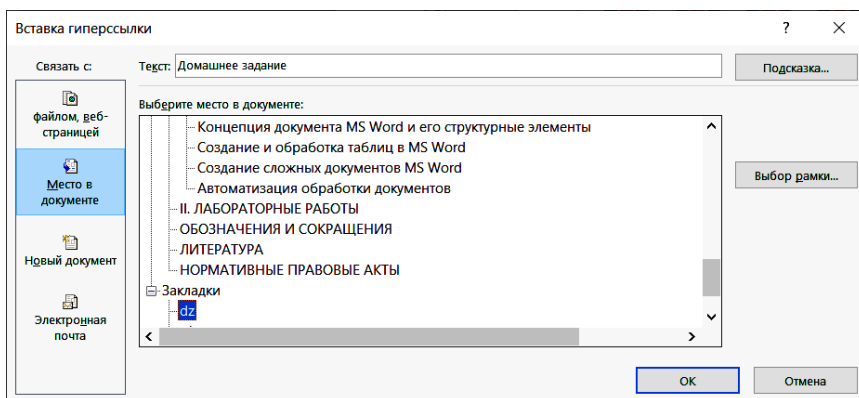 Вставка гиперссылки ?
Связать с: Текст: Домашнее задание Подсказка...
Выберите место в документе:
файлом, веб-
страницей
Место в
документе
Новый документ
Электронная
почта
Концепция документа MS Word и его структурные элементы
Создание и обработка таблиц в MS Word
Создание сложных документов MS Word
Автоматизация обработки документов
II. ЛАБОРАТОРНЫЕ РАБОТЫ
ОБОЗНАЧЕНИЯ И СОКРАЩЕНИЯ
ЛИТЕРАТУРА
НОРМАТИВНЫЕ ПРАВОВЫЕ АКТЫ
Закладки
dz
Выбор рамки...
ОК Отмена